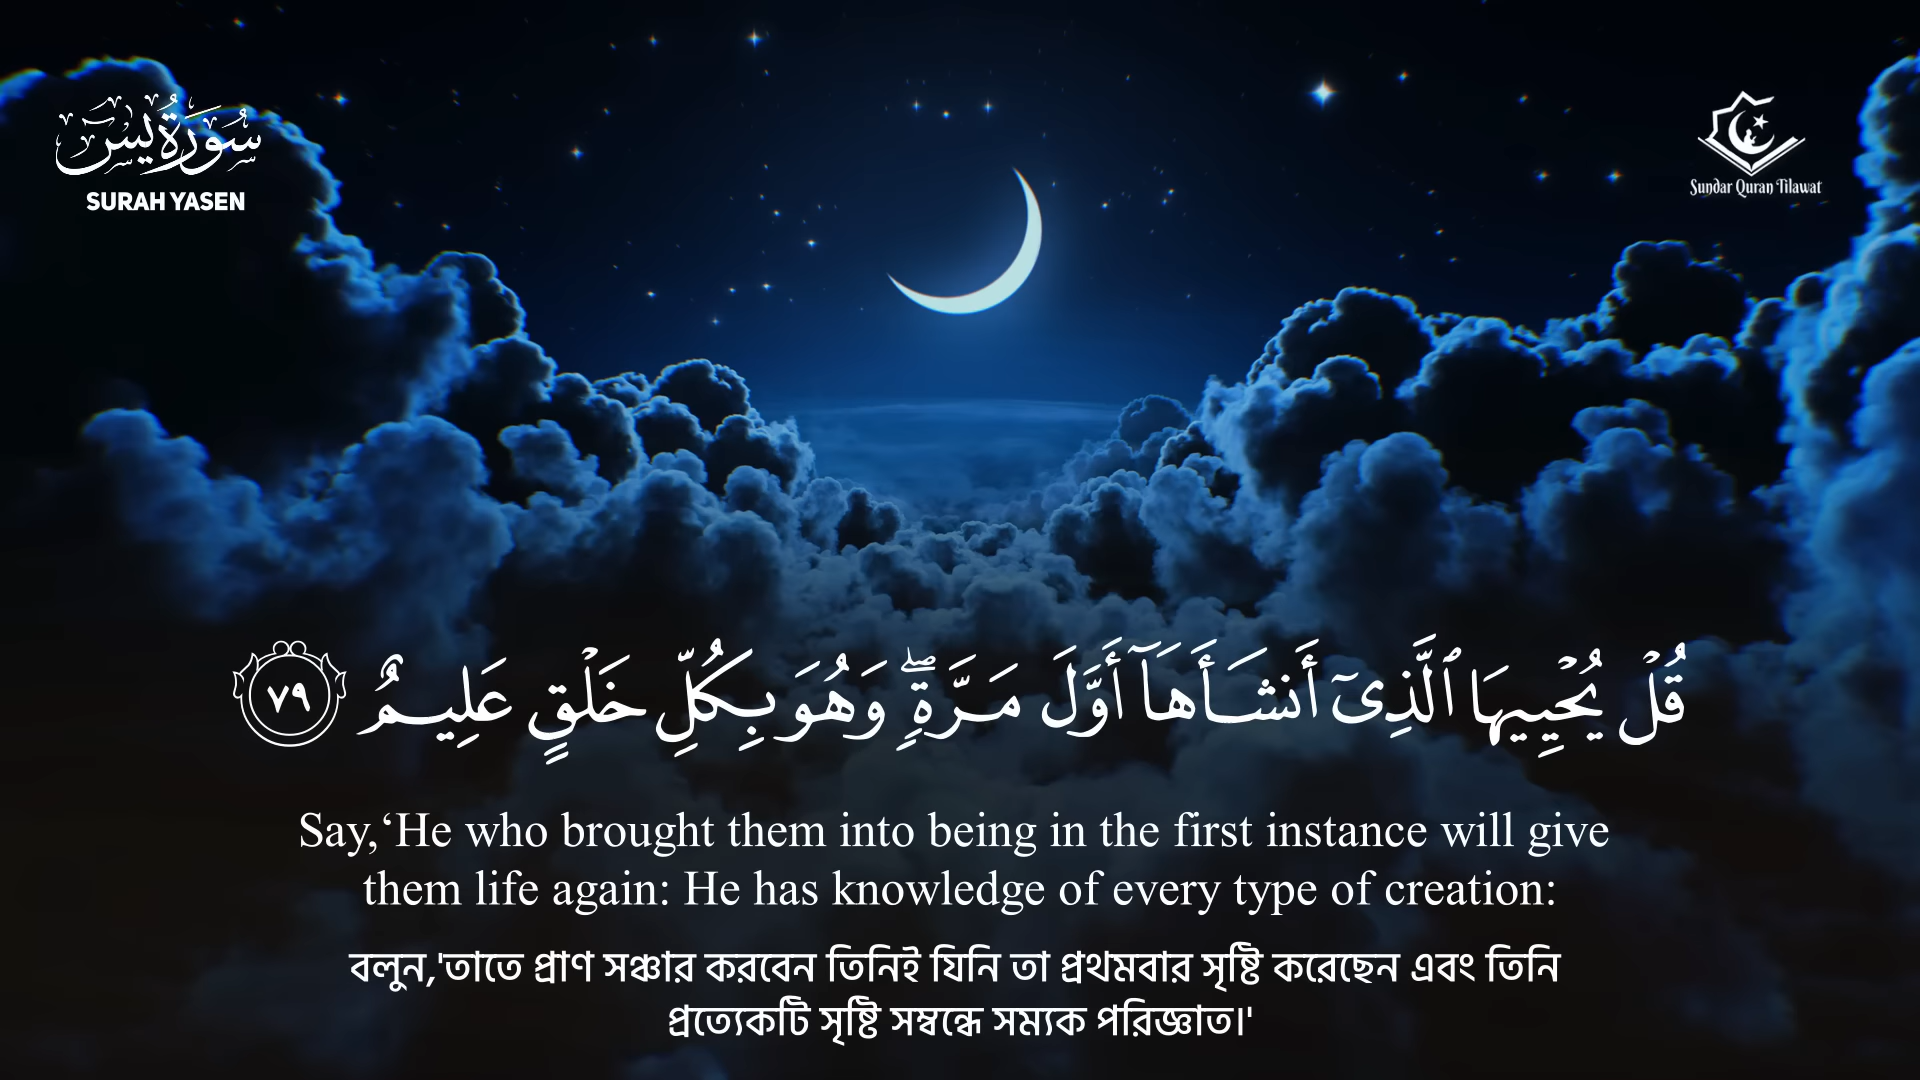 سُورَةُ يس
SURAH YASEN
Sundar Quran Tilawat
قُلْ يُحْيِيهَا ٱلَّذِىٓ أَنشَأَهَآ أَوَّلَ مَرَّةٍۢ ۖ وَهُوَ بِكُلِّ خَلْقٍ عَلِيمٌ ٧٩
Say,‘He who brought them into being in the first instance will give
them life again: He has knowledge of every type of creation:
বলুন,'তাতে প্রাণ সঞ্চার করবেন তিনিই যিনি তা প্রথমবার সৃষ্টি করেছেন এবং তিনি
প্রত্যেকটি সৃষ্টি সম্বন্ধে সম্যক পরিজ্ঞাত।'